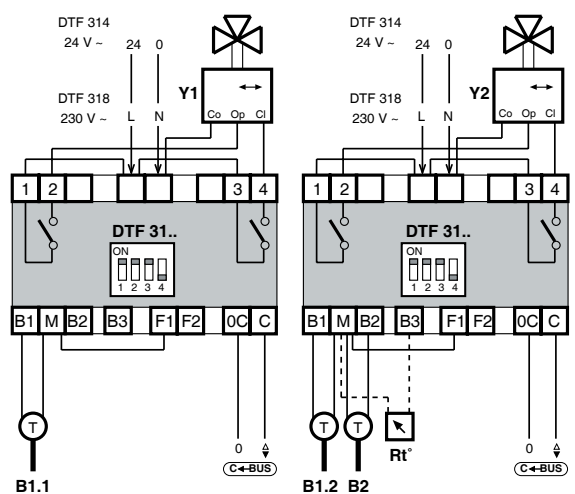 DTF 314
24 V ~
24 0
DTF 318
230 V ~
L N
Y1
Co Op Cl
1 2 3 4
DTF 31..
ON
1 2 3 4
B1 M B2 B3 F1 F2 0C C
T
0
C BUS
B1.1
DTF 314
24 V ~
24 0
DTF 318
230 V ~
L N
Y2
Co Op Cl
1 2 3 4
DTF 31..
ON
1 2 3 4
B1 M B2 B3 F1 F2 0C C
T T
Rt°
0
C BUS
B1.2 B2